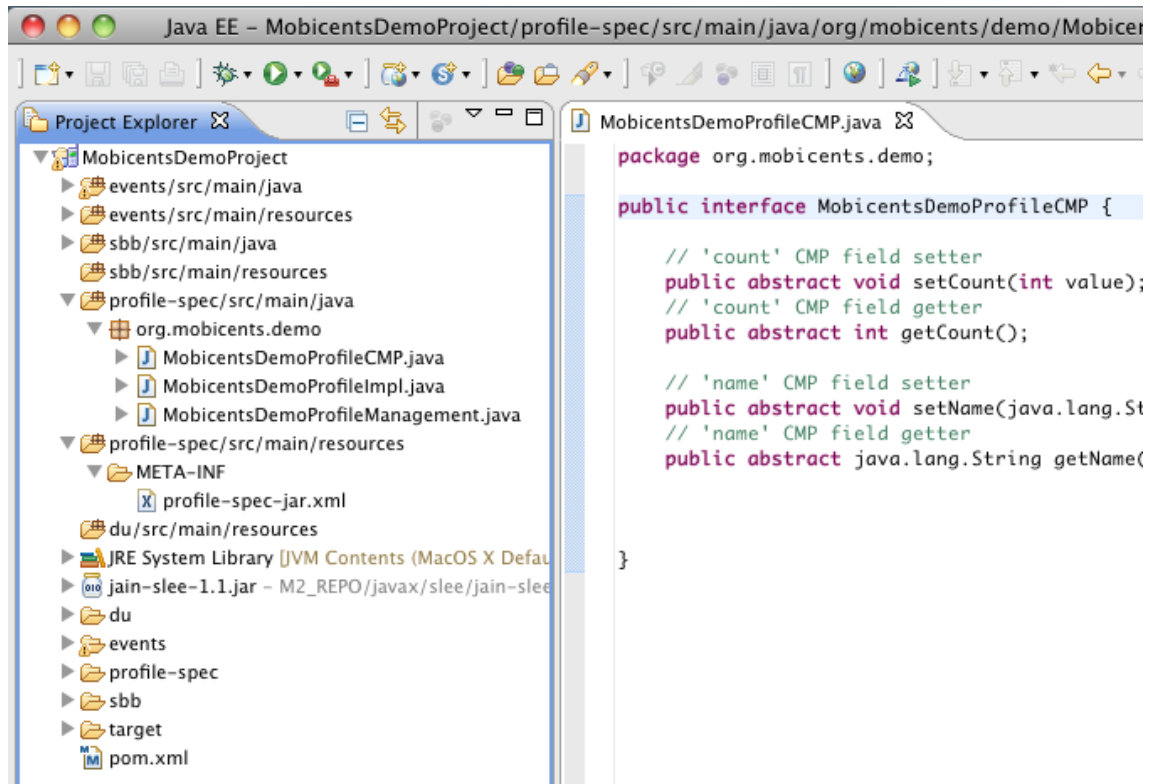 Java EE – MobicentsDemoProject/profile-spec/src/main/java/org/mobicents/demo/Mobicen
Project Explorer
MobicentsDemoProject
events/src/main/java
events/src/main/resources
sbb/src/main/java
sbb/src/main/resources
profile-spec/src/main/java
org.mobicents.demo
MobicentsDemoProfileCMP.java
MobicentsDemoProfileImpl.java
MobicentsDemoProfileManagement.java
profile-spec/src/main/resources
META-INF
profile-spec-jar.xml
du/src/main/resources
JRE System Library [JVM Contents (MacOS X Defau
jain-slee-1.1.jar – M2_REPO/javax/slee/jain-slee
du
events
profile-spec
sbb
target
pom.xml
MobicentsDemoProfileCMP.java
package org.mobicents.demo;
public interface MobicentsDemoProfileCMP {
// 'count' CMP field setter
public abstract void setCount(int value);
// 'count' CMP field getter
public abstract int getCount();
// 'name' CMP field setter
public abstract void setName(java.lang.St
// 'name' CMP field getter
public abstract java.lang.String getName(
}